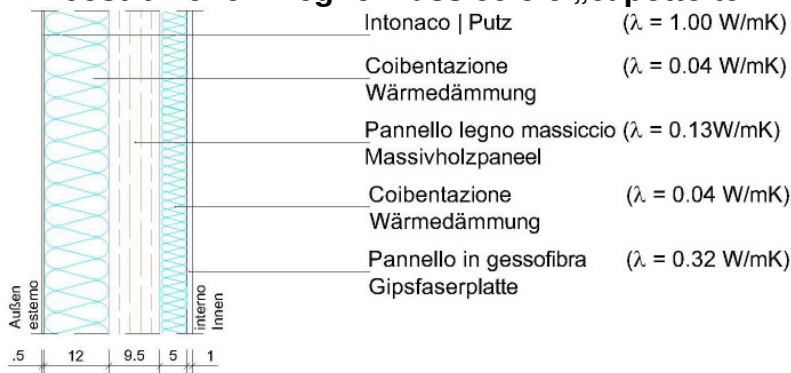 Intonaco | Putz (λ = 1.00 W/mK)
Coibentazione (λ = 0.04 W/mK)
Wärmedämmung
Pannello legno massiccio (λ = 0.13W/mK)
Massivholzpaneel
Coibentazione (λ = 0.04 W/mK)
Wärmedämmung
Pannello in gessofibra (λ = 0.32 W/mK)
Gipsfaserplatte
Außen
esterno
interno
Innen
.5 12 9.5 5 1